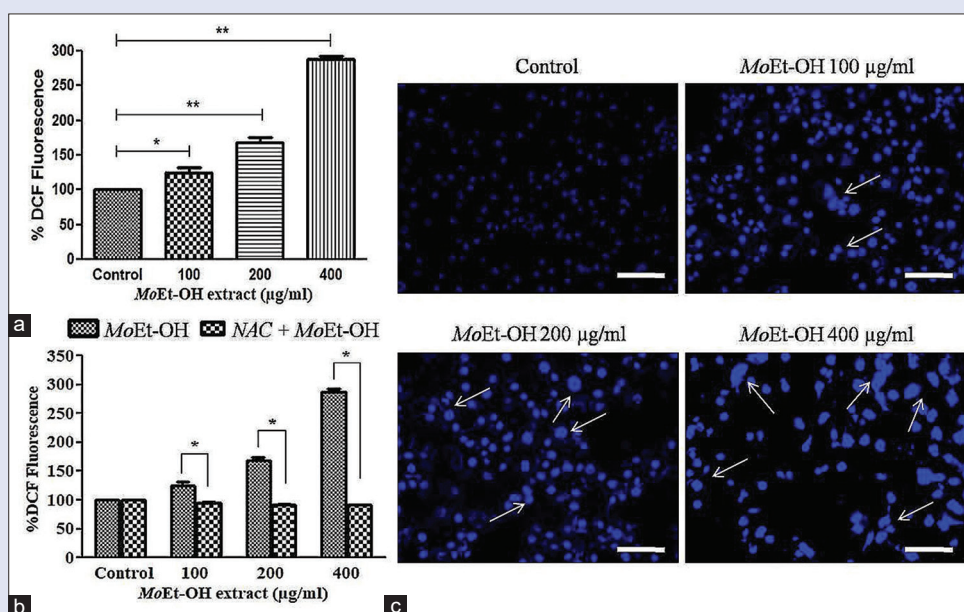 **
**
*
300
250
200
150
100
50
0
% DCF Fluorescence
Control 100 200 400
MoEt-OH extract (µg/ml)
a
MoEt-OH NAC + MoEt-OH
*
*
*
350
300
250
200
150
100
50
0
%DCF Fluorescence
Control 100 200 400
MoEt-OH extract (µg/ml)
b
Control
MoEt-OH 100 µg/ml
MoEt-OH 200 µg/ml
MoEt-OH 400 µg/ml
c